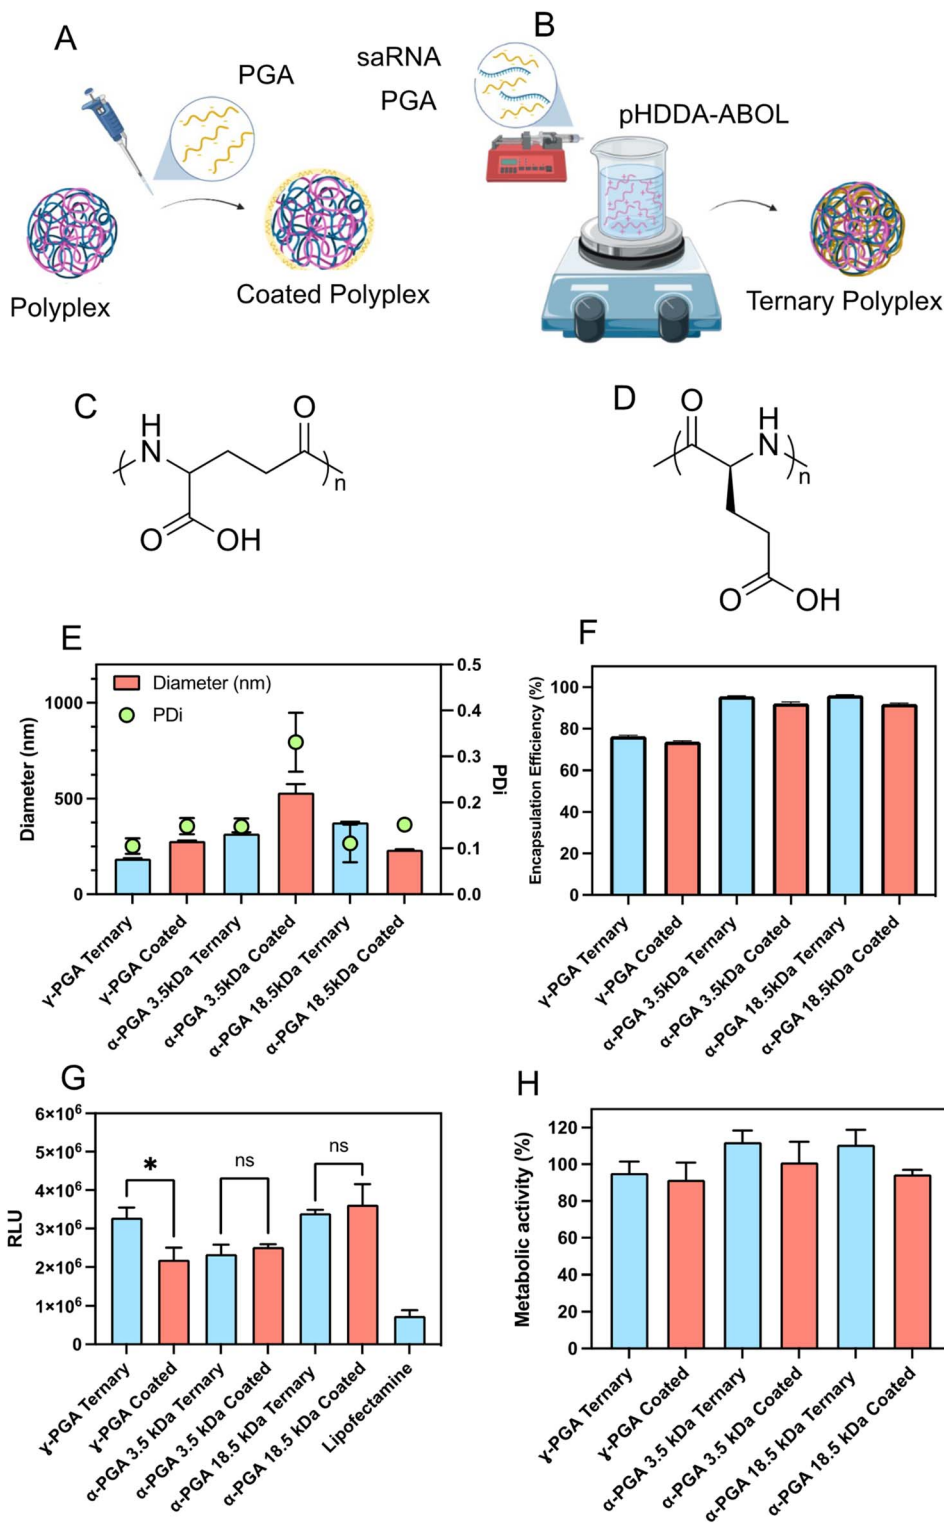 A
PGA
Polyplex
Coated Polyplex
B
saRNA
PGA
pHDDA-ABOL
Ternary Polyplex
C
H
N
O
n
O
OH
D
O
H
N
n
O
OH
E
Diameter (nm)
PDi
1000
500
0
Diameter (nm)
0.5
0.4
0.3
0.2
0.1
0.0
PDi
γ-PGA Ternary
γ-PGA Coated
α-PGA 3.5kDa Ternary
α-PGA 3.5kDa Coated
α-PGA 18.5kDa Ternary
α-PGA 18.5kDa Coated
F
Encapsulation Efficiency (%)
100
80
60
40
20
0
γ-PGA Ternary
γ-PGA Coated
α-PGA 3.5kDa Ternary
α-PGA 3.5kDa Coated
α-PGA 18.5kDa Ternary
α-PGA 18.5kDa Coated
G
RLU
6×10⁶
5×10⁶
4×10⁶
3×10⁶
2×10⁶
1×10⁶
0
*
ns
ns
γ-PGA Ternary
γ-PGA Coated
α-PGA 3.5 kDa Ternary
α-PGA 3.5 kDa Coated
α-PGA 18.5 kDa Ternary
α-PGA 18.5 kDa Coated
Lipofectamine
H
Metabolic activity (%)
120
100
80
60
40
20
0
γ-PGA Ternary
γ-PGA Coated
α-PGA 3.5 kDa Ternary
α-PGA 3.5 kDa Coated
α-PGA 18.5 kDa Ternary
α-PGA 18.5 kDa Coated